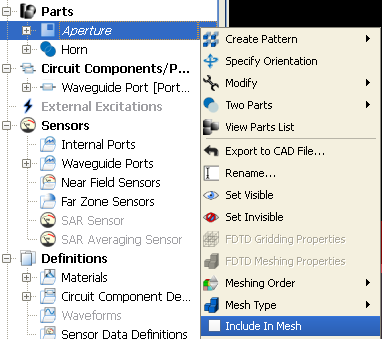 Parts
Aperture
Horn
Circuit Components/P...
Waveguide Port [Port...
External Excitations
Sensors
Internal Ports
Waveguide Ports
Near Field Sensors
Far Zone Sensors
SAR Sensor
SAR Averaging Sensor
Definitions
Materials
Circuit Component De...
Waveforms
Sensor Data Definitions
Create Pattern
Specify Orientation
Modify
Two Parts
View Parts List
Export to CAD File...
Rename...
Set Visible
Set Invisible
FDTD Gridding Properties
FDTD Meshing Properties
Meshing Order
Mesh Type
Include In Mesh